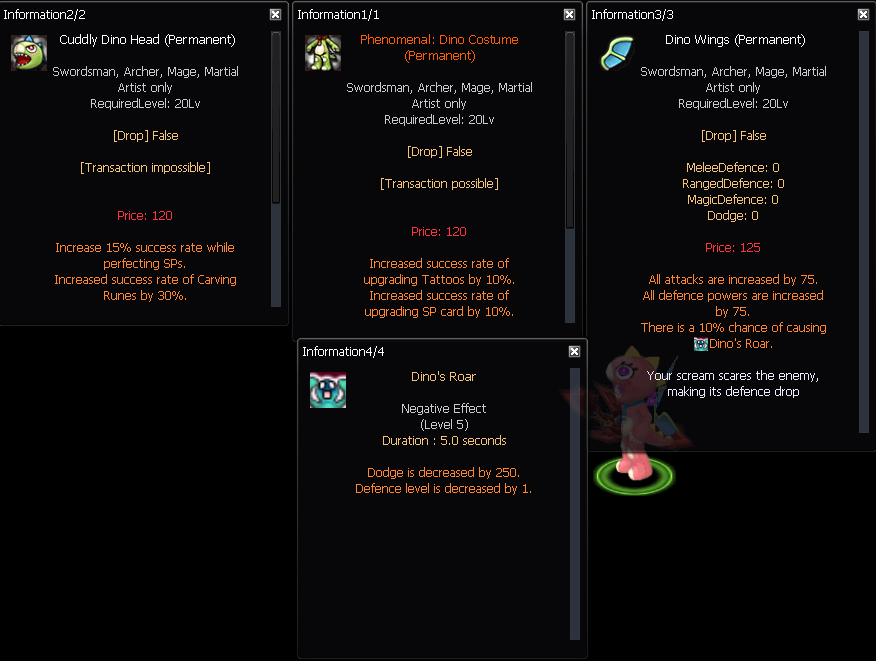 Information2/2
Cuddly Dino Head (Permanent)
Swordsman, Archer, Mage, Martial
Artist only
RequiredLevel: 20Lv
[Drop] False
[Transaction impossible]
Price: 120
Increase 15% success rate while
perfecting SPs.
Increased success rate of Carving
Runes by 30%.
Information1/1
Phenomenal: Dino Costume
(Permanent)
Swordsman, Archer, Mage, Martial
Artist only
RequiredLevel: 20Lv
[Drop] False
[Transaction possible]
Price: 120
Increased success rate of
upgrading Tattoos by 10%.
Increased success rate of
upgrading SP card by 10%.
Information3/3
Dino Wings (Permanent)
Swordsman, Archer, Mage, Martial
Artist only
RequiredLevel: 20Lv
[Drop] False
MeleeDefence: 0
RangedDefence: 0
MagicDefence: 0
Dodge: 0
Price: 125
All attacks are increased by 75.
All defence powers are increased
by 75.
There is a 10% chance of causing
Dino's Roar.
Your scream scares the enemy,
making its defence drop
Information4/4
Dino's Roar
Negative Effect
(Level 5)
Duration : 5.0 seconds
Dodge is decreased by 250.
Defence level is decreased by 1.